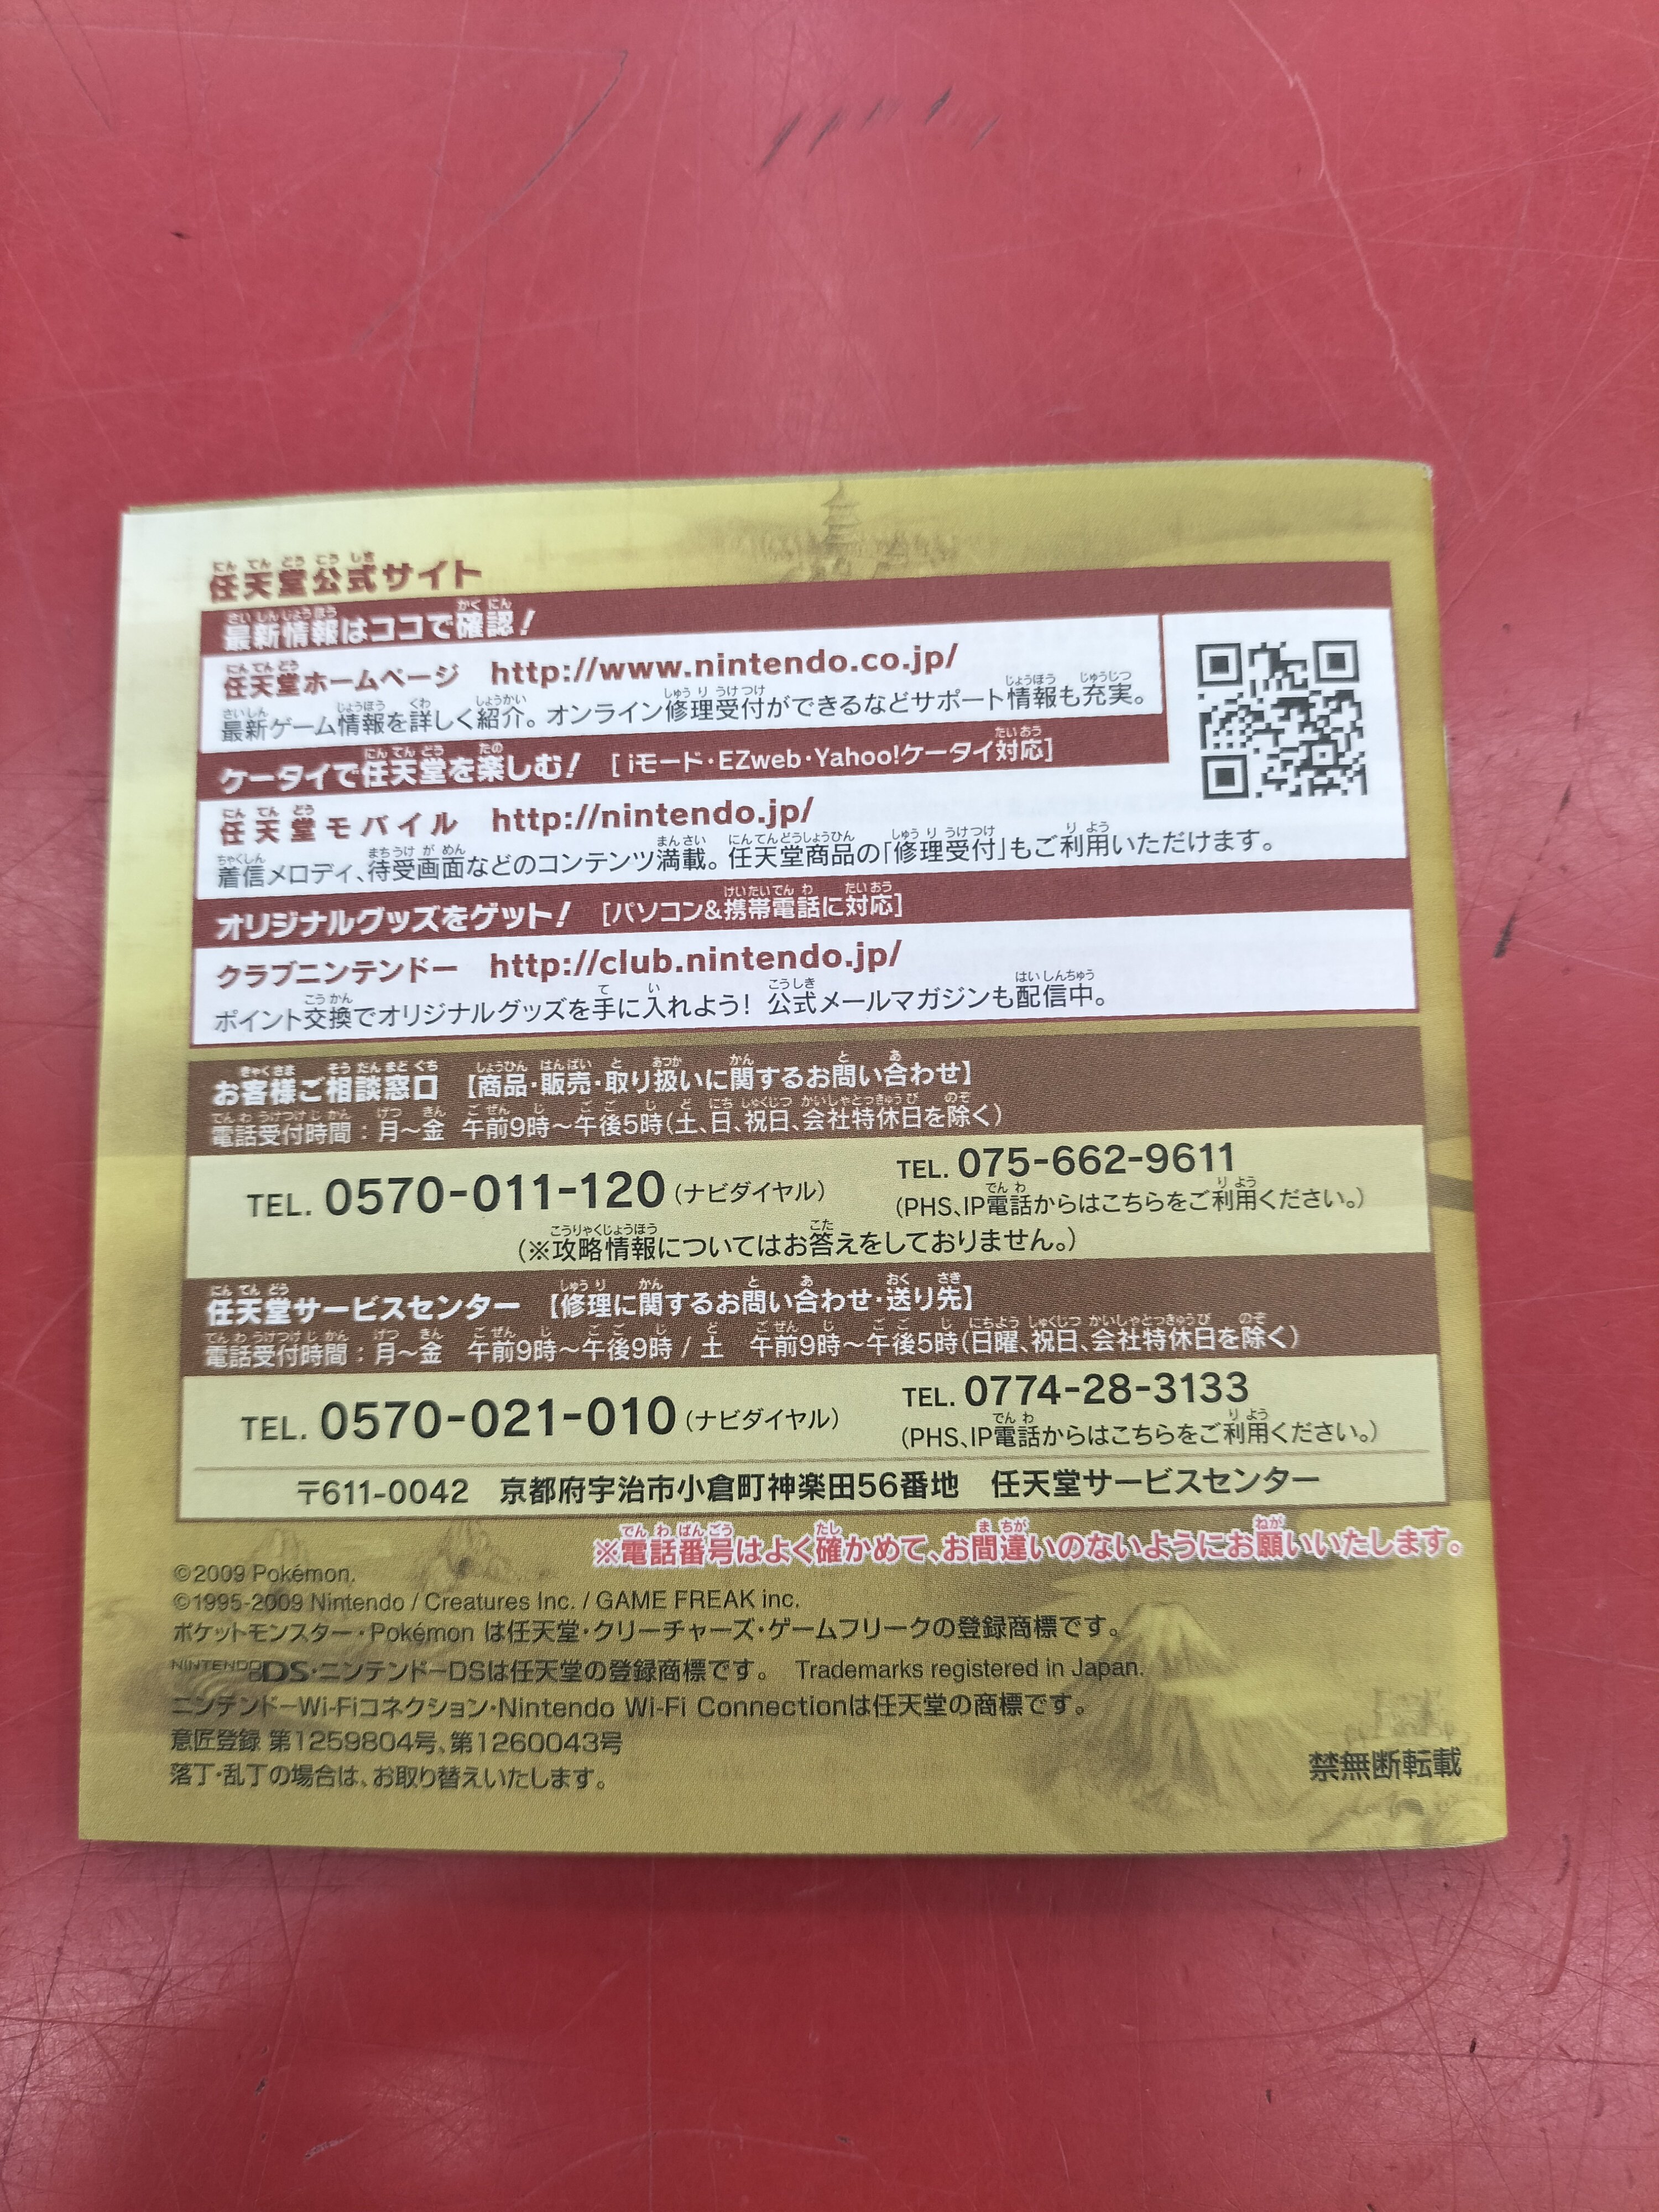 任天堂公式サイト
最新情報はココで確認！
任天堂ホームページ http://www.nintendo.co.jp/
最新ゲーム情報を詳しく紹介。オンライン修理受付ができるなどサポート情報も充実。
ケータイで任天堂を楽しむ！ [iモード・EZweb・Yahoo!ケータイ対応]
任天堂モバイル http://nintendo.jp/
着信メロディ、待受画面などのコンテンツ満載。任天堂商品の「修理受付」もご利用いただけます。
オリジナルグッズをゲット！ [パソコン&携帯電話に対応]
クラブニンテンドー http://club.nintendo.jp/
ポイント交換でオリジナルグッズを手に入れよう！ 公式メールマガジンも配信中。
お客様ご相談窓口 【商品・販売・取り扱いに関するお問い合わせ】
電話受付時間：月～金 午前9時～午後5時（土、日、祝日、会社特休日を除く）
TEL. 0570-011-120（ナビダイヤル） TEL. 075-662-9611
（PHS、IP電話からはこちらをご利用ください。）
（※攻略情報についてはお答えをしておりません。）
任天堂サービスセンター 【修理に関するお問い合わせ・送り先】
電話受付時間：月～金 午前9時～午後9時 / 土 午前9時～午後5時（日曜、祝日、会社特休日を除く）
TEL. 0570-021-010（ナビダイヤル） TEL. 0774-28-3133
（PHS、IP電話からはこちらをご利用ください。）
〒611-0042 京都府宇治市小倉町神楽田56番地 任天堂サービスセンター
※電話番号はよく確かめて、お間違いのないようにお願いいたします。
©2009 Pokémon.
©1995-2009 Nintendo / Creatures Inc. / GAME FREAK inc.
ポケットモンスター・Pokémon は任天堂・クリーチャーズ・ゲームフリークの登録商標です。
NINTENDO DS・ニンテンドーDSは任天堂の登録商標です。 Trademarks registered in Japan.
ニンテンドーWi-Fiコネクション・Nintendo Wi-Fi Connectionは任天堂の商標です。
意匠登録 第1259804号、第1260043号
落丁・乱丁の場合は、お取り替えいたします。
禁無断転載